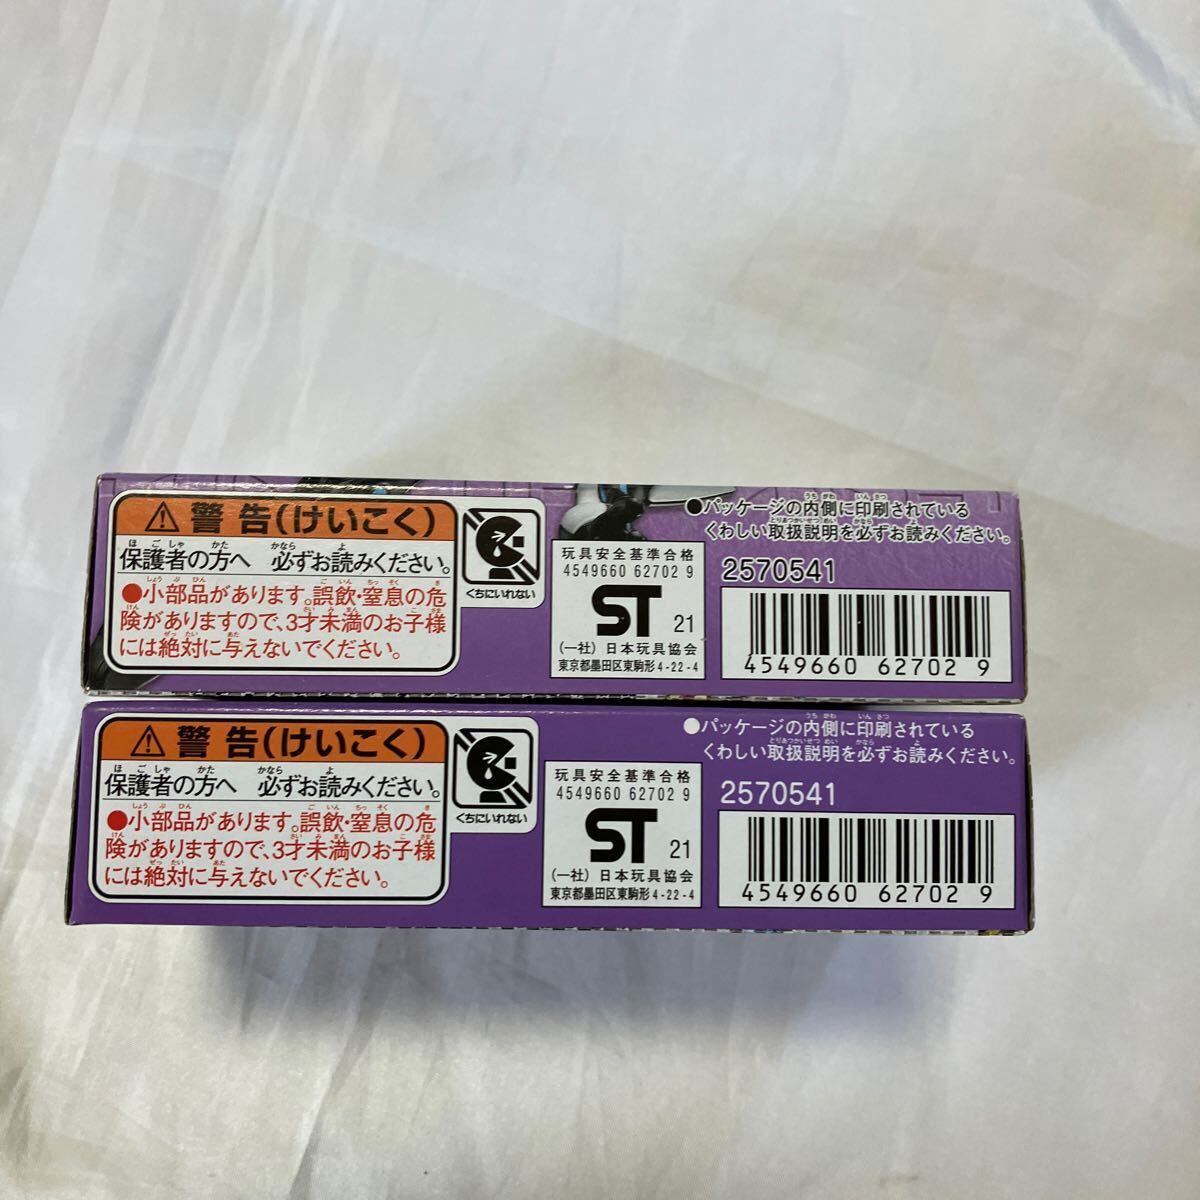 ⚠警告(けいこく)
保護者の方へ 必ずお読みください。
●小部品があります。誤飲・窒息の危
険がありますので、3才未満のお子様
には絶対に与えないでください。
くちにいれない
玩具安全基準合格
4549660 62702 9
ST 21
(一社) 日本玩具協会
東京都墨田区東駒形4-22-4
●パッケージの内側に印刷されている
くわしい取扱説明を必ずお読みください。
2570541
4549660 627029
⚠警告(けいこく)
保護者の方へ 必ずお読みください。
●小部品があります。誤飲・窒息の危
険がありますので、3才未満のお子様
には絶対に与えないでください。
くちにいれない
玩具安全基準合格
4549660 62702 9
ST 21
(一社) 日本玩具協会
東京都墨田区東駒形4-22-4
●パッケージの内側に印刷されている
くわしい取扱説明を必ずお読みください。
2570541
4549660 627029